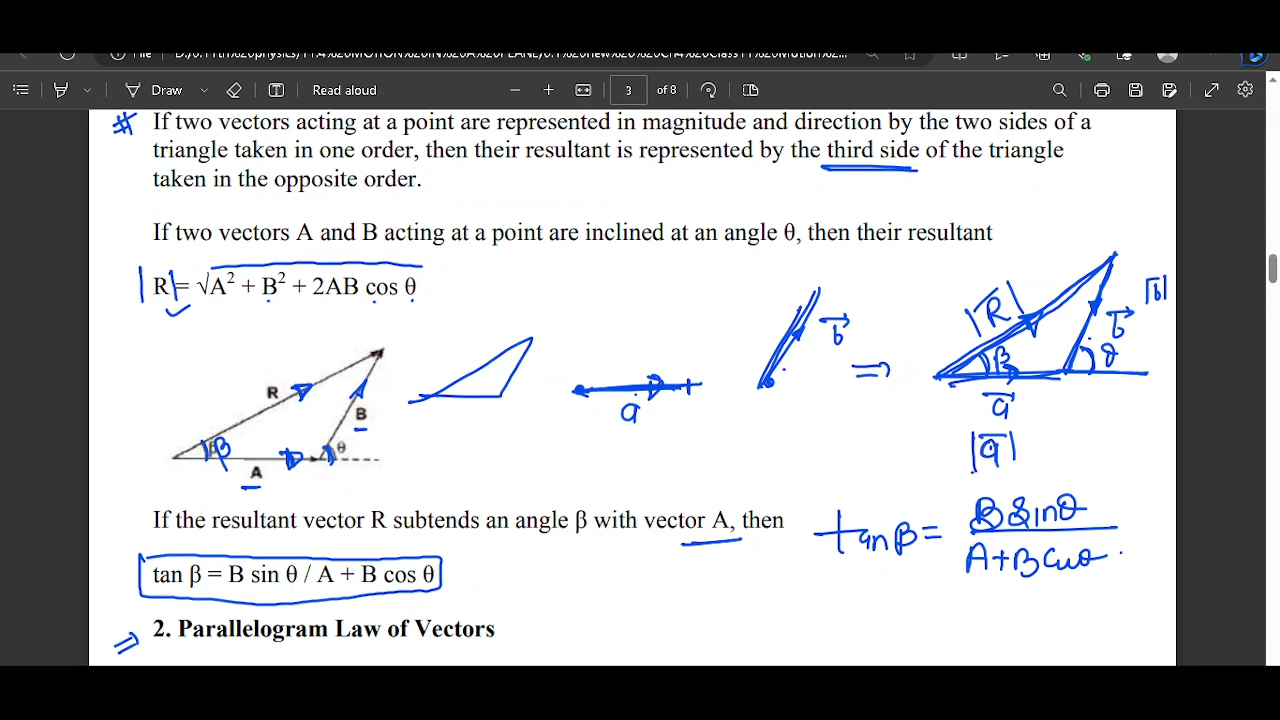 Draw
Read aloud
3 of 8
# If two vectors acting at a point are represented in magnitude and direction by the two sides of a
triangle taken in one order, then their resultant is represented by the third side of the triangle
taken in the opposite order.
If two vectors A and B acting at a point are inclined at an angle θ, then their resultant
|R| = √A² + B² + 2AB cos θ
R
B
β
θ
A
a
b⃗
⇒
|R⃗|
b⃗
|b⃗|
β
θ
a⃗
|a⃗|
If the resultant vector R subtends an angle β with vector A, then
tan β = B sin θ / A + B cos θ
tan β = B sin θ
A + B cos θ
⇒ 2. Parallelogram Law of Vectors